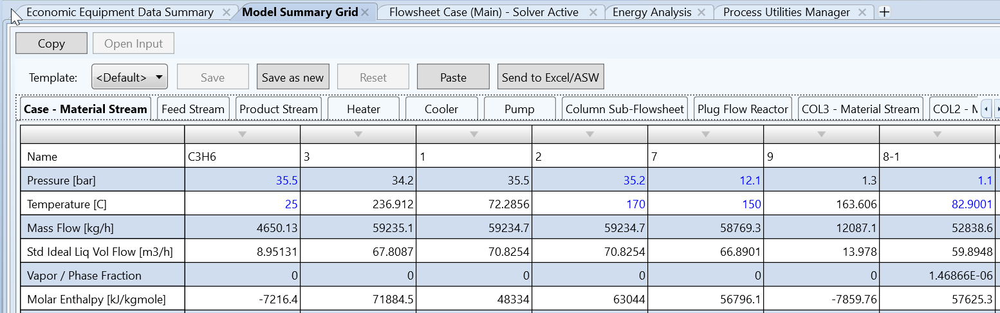 Economic Equipment Data Summary Model Summary Grid Flowsheet Case (Main) - Solver Active Energy Analysis Process Utilities Manager
Copy Open Input
Template: <Default> Save Save as new Reset Paste Send to Excel/ASW
Case - Material Stream Feed Stream Product Stream Heater Cooler Pump Column Sub-Flowsheet Plug Flow Reactor COL3 - Material Stream COL2 -
Name C3H6 3 1 2 7 9 8-1
Pressure [bar] 35.5 34.2 35.5 35.2 12.1 1.3 1.1
Temperature [C] 25 236.912 72.2856 170 150 163.606 82.9001
Mass Flow [kg/h] 4650.13 59235.1 59234.7 59234.7 58769.3 12087.1 52838.6
Std Ideal Liq Vol Flow [m3/h] 8.95131 67.8087 70.8254 70.8254 66.8901 13.978 59.8948
Vapor / Phase Fraction 0 0 0 0 0 0 1.46866E-06
Molar Enthalpy [kJ/kgmole] -7216.4 71884.5 48334 63044 56796.1 -7859.76 57625.3